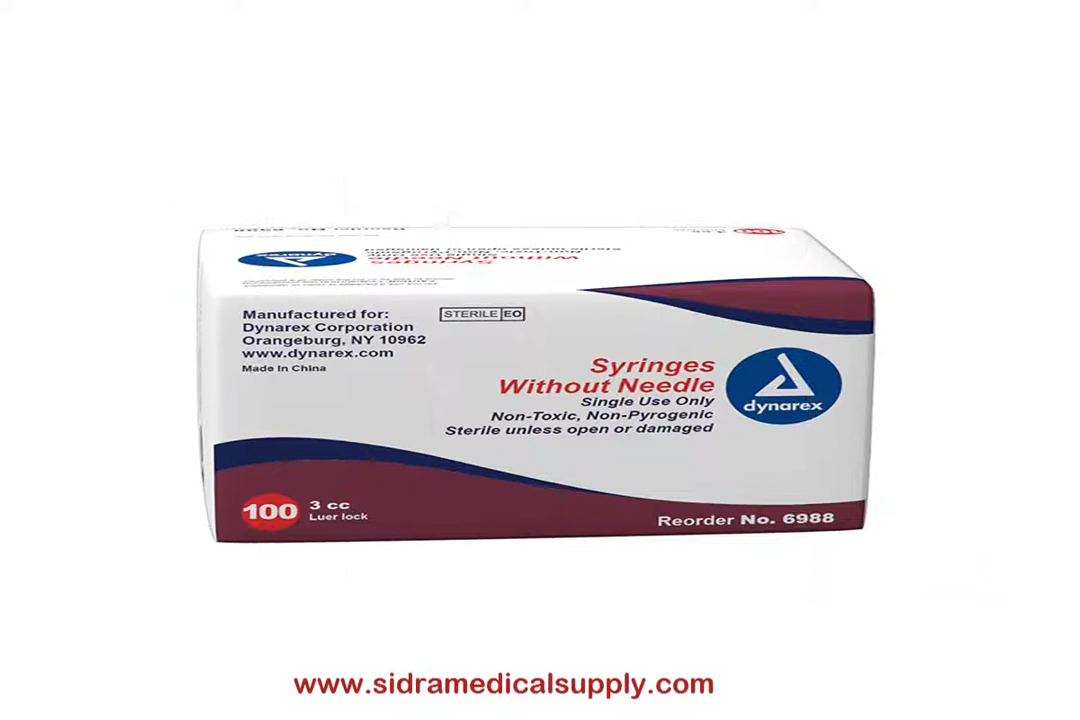 dynarex
Manufactured for:
Dynarex Corporation
Orangeburg, NY 10962
www.dynarex.com
Made In China
STERILE EO
Syringes
Without Needle
Single Use Only
Non-Toxic, Non-Pyrogenic
Sterile unless open or damaged
dynarex
100
3 cc
Luer lock
Reorder No. 6988
www.sidramedicalsupply.com